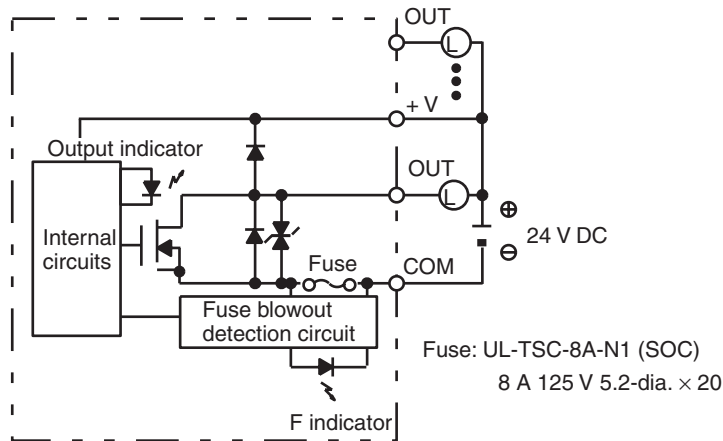 OUT
L
+ V
Output indicator
OUT
L
Internal
circuits
24 V DC
Fuse
COM
Fuse blowout
detection circuit
Fuse: UL-TSC-8A-N1 (SOC)
8 A 125 V 5.2-dia. × 20
F indicator